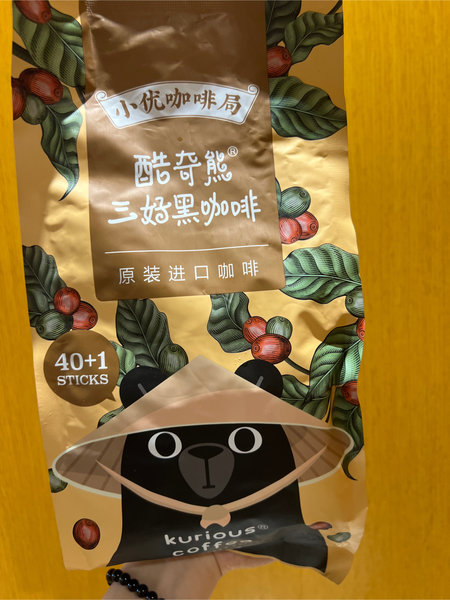 小优咖啡局
酷奇熊®
三好黑咖啡
原装进口咖啡
40+1
STICKS
kurious®
coffee